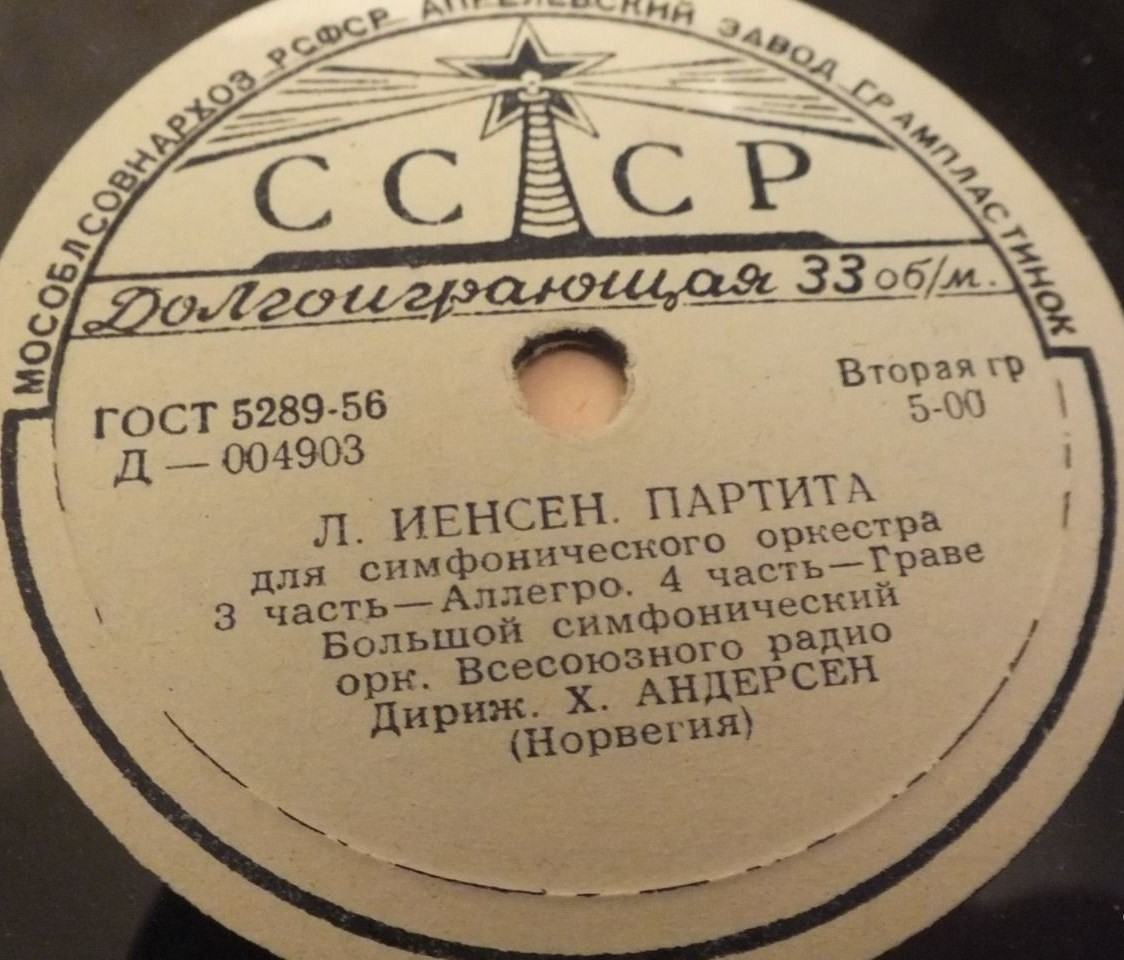 МОСОБЛСОВНАРХОЗ РСФСР АПРЕЛЕВСКИЙ ЗАВОД ГРАМПЛАСТИНОК
СССР
Долгоиграющая 33 об/м.
ГОСТ 5289-56
Д — 004903
Вторая гр
5-00
Л. ИЕНСЕН. ПАРТИТА
для симфонического оркестра
3 часть—Аллегро. 4 часть—Граве
Большой симфонический
орк. Всесоюзного радио
Дириж. Х. АНДЕРСЕН
(Норвегия)